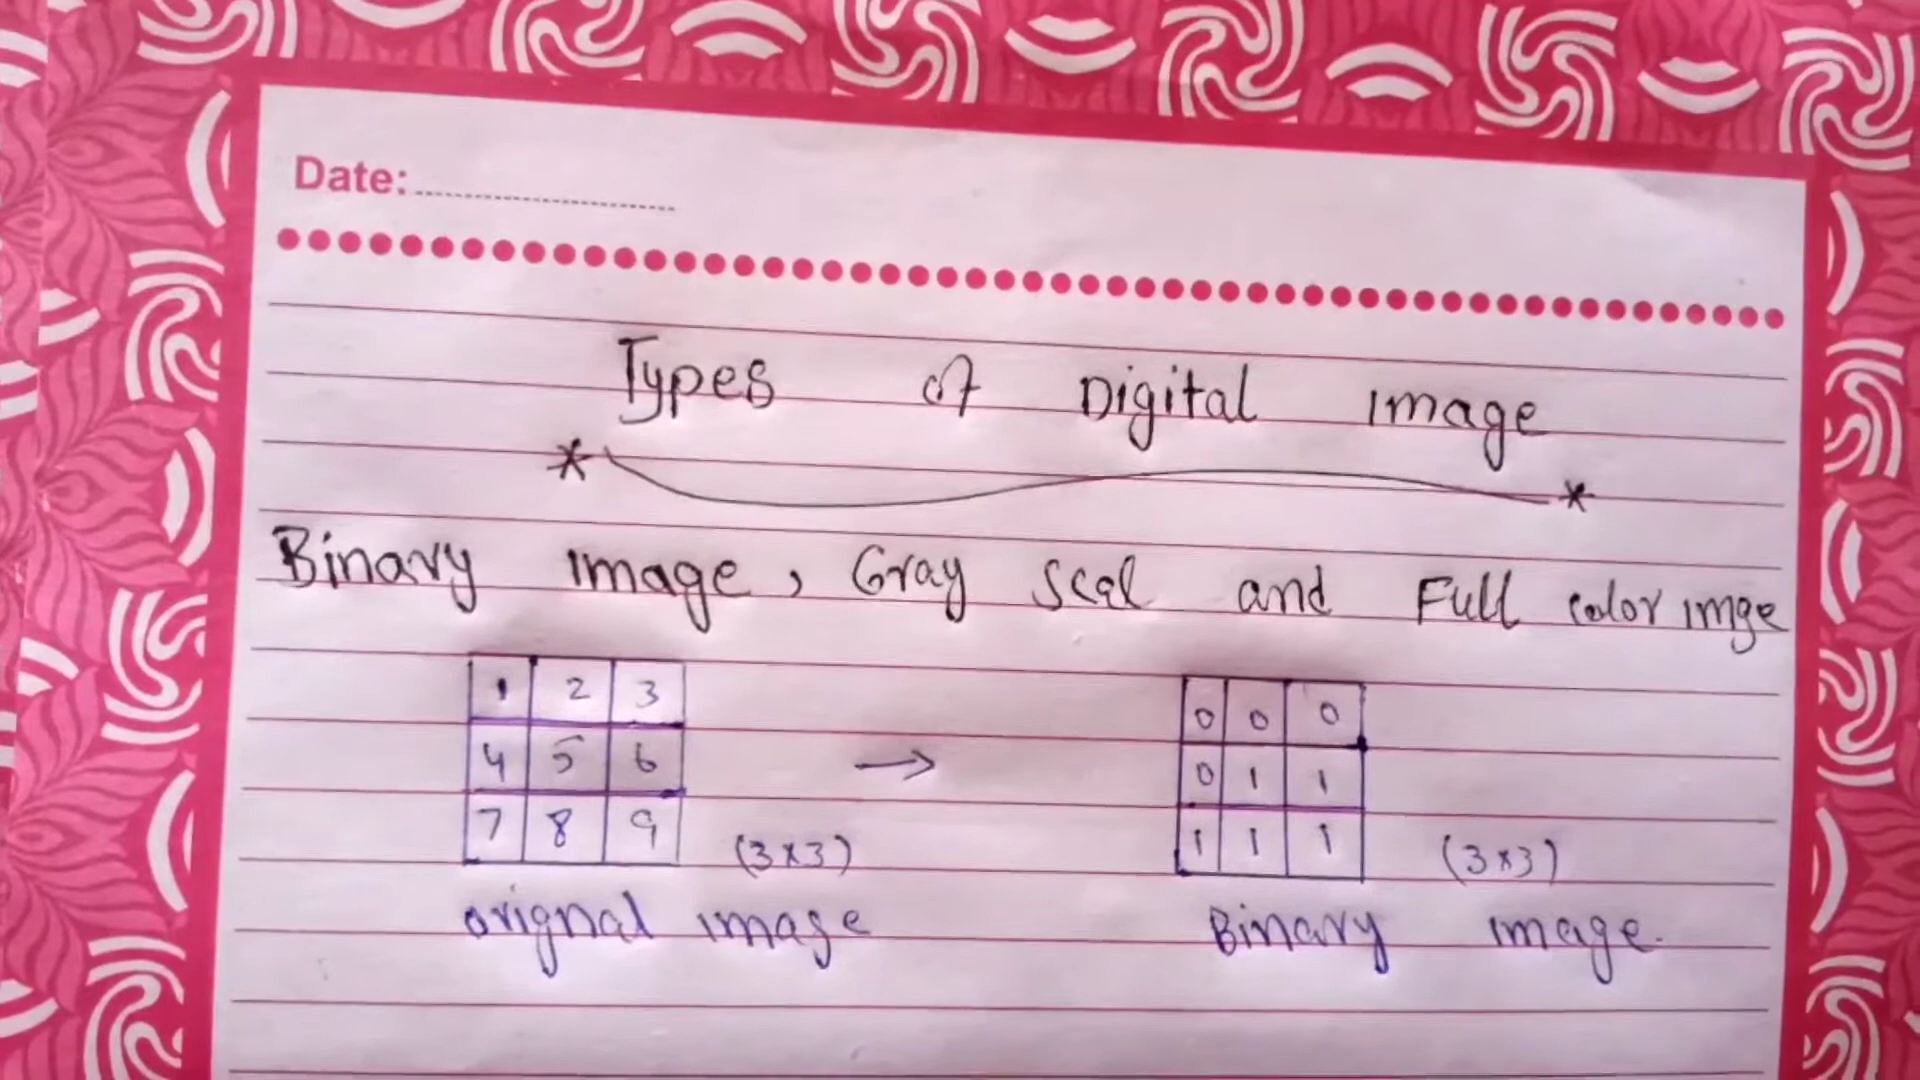 Date:
Types of Digital image
Binary image, Gray Scal and Full color imge
1 2 3
4 5 6
7 8 9
(3x3)
orignal image
→
0 0 0
0 1 1
1 1 1
(3x3)
Binary image.